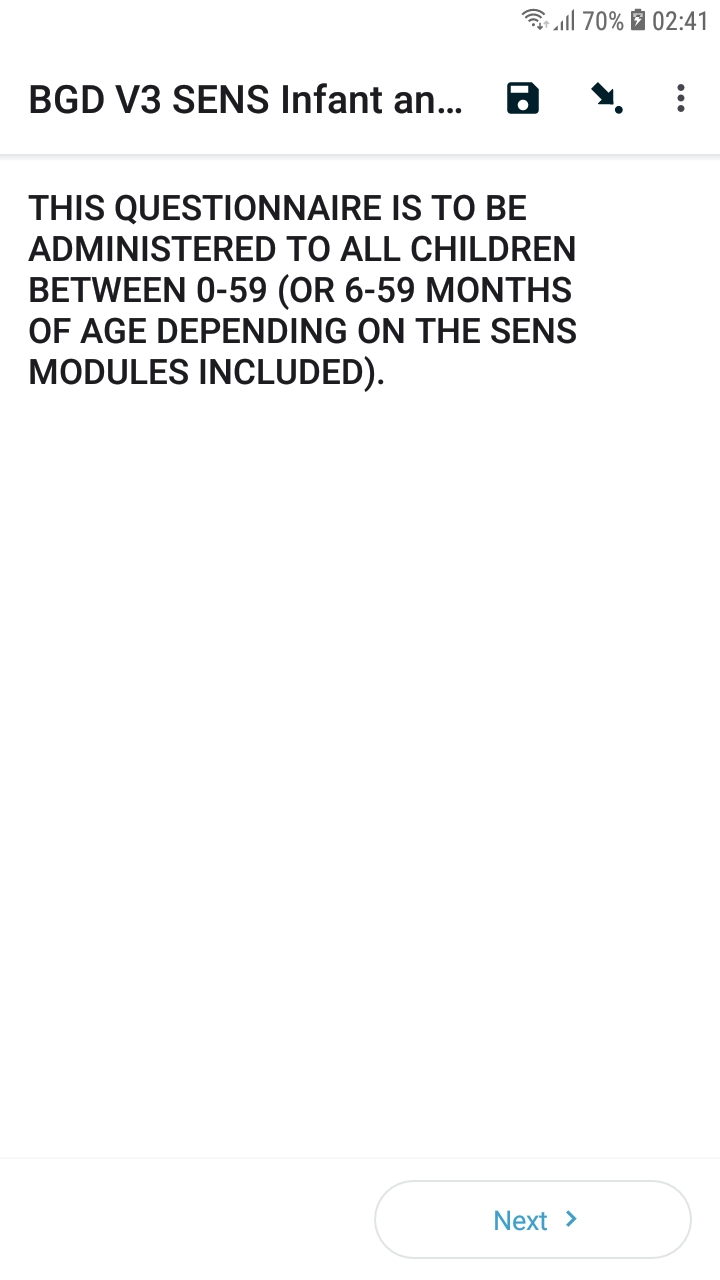 70% 02:41
BGD V3 SENS Infant an...
THIS QUESTIONNAIRE IS TO BE
ADMINISTERED TO ALL CHILDREN
BETWEEN 0-59 (OR 6-59 MONTHS
OF AGE DEPENDING ON THE SENS
MODULES INCLUDED).
Next